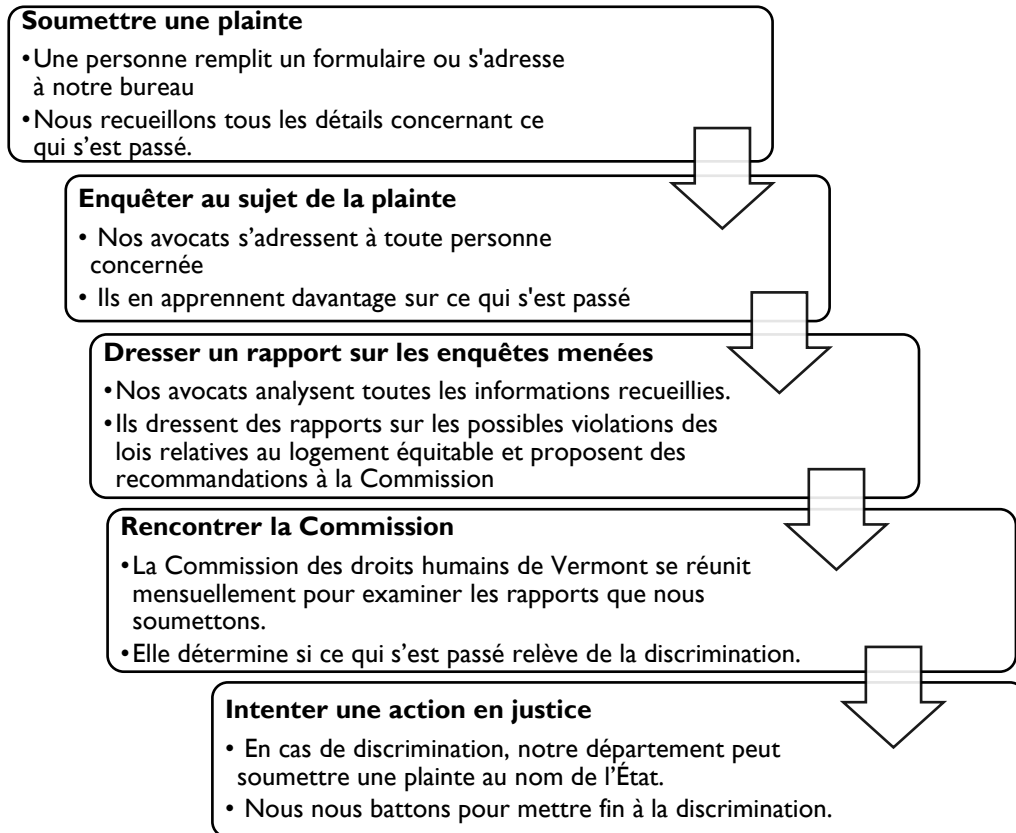 Soumettre une plainte
•Une personne remplit un formulaire ou s'adresse
à notre bureau
•Nous recueillons tous les détails concernant ce
qui s’est passé.
Enquêter au sujet de la plainte
• Nos avocats s’adressent à toute personne
concernée
• Ils en apprennent davantage sur ce qui s'est passé
Dresser un rapport sur les enquêtes menées
•Nos avocats analysent toutes les informations recueillies.
•Ils dressent des rapports sur les possibles violations des
lois relatives au logement équitable et proposent des
recommandations à la Commission
Rencontrer la Commission
•La Commission des droits humains de Vermont se réunit
mensuellement pour examiner les rapports que nous
soumettons.
•Elle détermine si ce qui s’est passé relève de la discrimination.
Intenter une action en justice
• En cas de discrimination, notre département peut
soumettre une plainte au nom de l’État.
• Nous nous battons pour mettre fin à la discrimination.